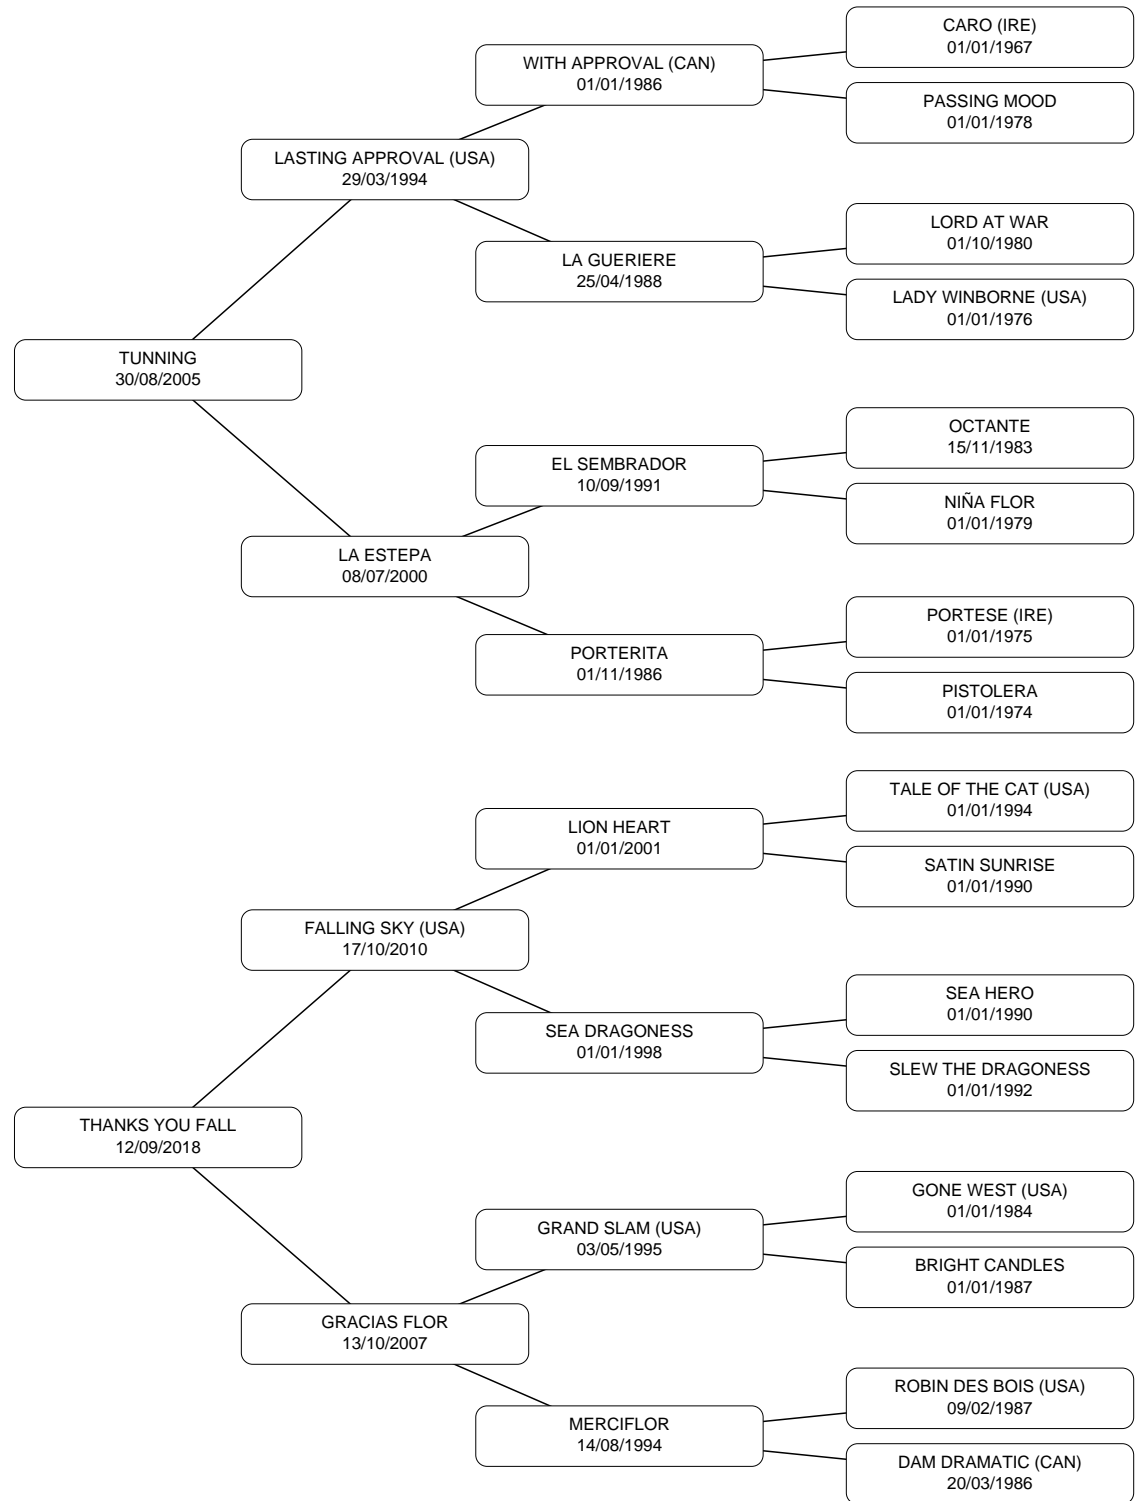 CARO (IRE)
01/01/1967
WITH APPROVAL (CAN)
01/01/1986
PASSING MOOD
01/01/1978
LASTING APPROVAL (USA)
29/03/1994
LORD AT WAR
01/10/1980
LA GUERIERE
25/04/1988
LADY WINBORNE (USA)
01/01/1976
TUNNING
30/08/2005
OCTANTE
15/11/1983
EL SEMBRADOR
10/09/1991
NIÑA FLOR
01/01/1979
LA ESTEPA
08/07/2000
PORTESE (IRE)
01/01/1975
PORTERITA
01/11/1986
PISTOLERA
01/01/1974
TALE OF THE CAT (USA)
01/01/1994
LION HEART
01/01/2001
SATIN SUNRISE
01/01/1990
FALLING SKY (USA)
17/10/2010
SEA HERO
01/01/1990
SEA DRAGONESS
01/01/1998
SLEW THE DRAGONESS
01/01/1992
THANKS YOU FALL
12/09/2018
GONE WEST (USA)
01/01/1984
GRAND SLAM (USA)
03/05/1995
BRIGHT CANDLES
01/01/1987
GRACIAS FLOR
13/10/2007
ROBIN DES BOIS (USA)
09/02/1987
MERCIFLOR
14/08/1994
DAM DRAMATIC (CAN)
20/03/1986